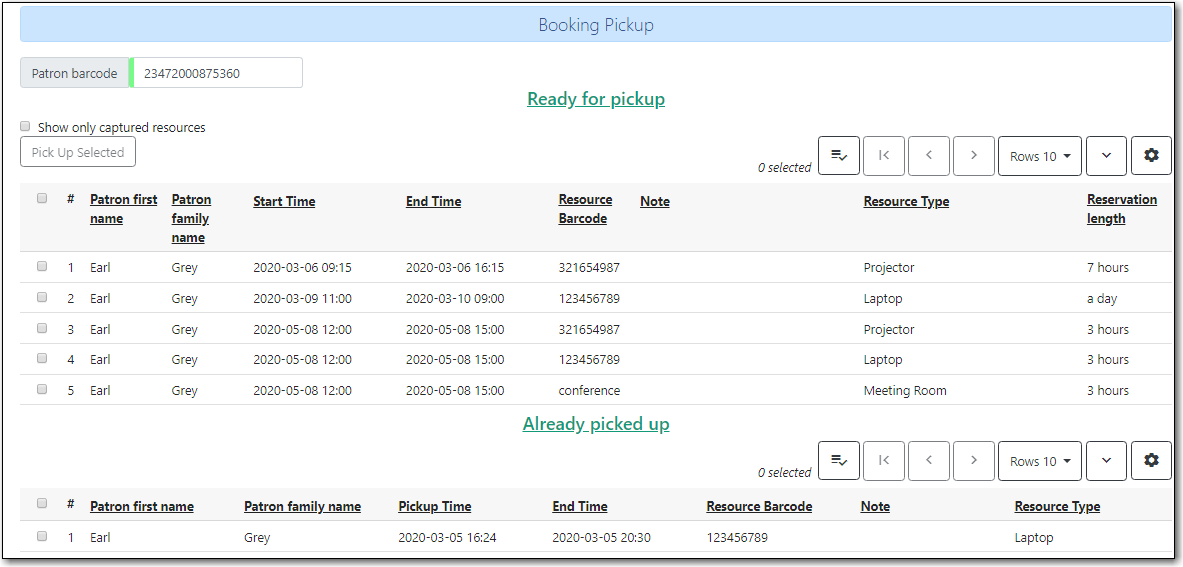 Booking Pickup
Patron barcode 23472000875360
Ready for pickup
Show only captured resources
Pick Up Selected
0 selected Rows 10
# Patron first name Patron family name Start Time End Time Resource Barcode Note Resource Type Reservation length
1 Earl Grey 2020-03-06 09:15 2020-03-06 16:15 321654987 Projector 7 hours
2 Earl Grey 2020-03-09 11:00 2020-03-10 09:00 123456789 Laptop a day
3 Earl Grey 2020-05-08 12:00 2020-05-08 15:00 321654987 Projector 3 hours
4 Earl Grey 2020-05-08 12:00 2020-05-08 15:00 123456789 Laptop 3 hours
5 Earl Grey 2020-05-08 12:00 2020-05-08 15:00 conference Meeting Room 3 hours
Already picked up
0 selected Rows 10
# Patron first name Patron family name Pickup Time End Time Resource Barcode Note Resource Type
1 Earl Grey 2020-03-05 16:24 2020-03-05 20:30 123456789 Laptop